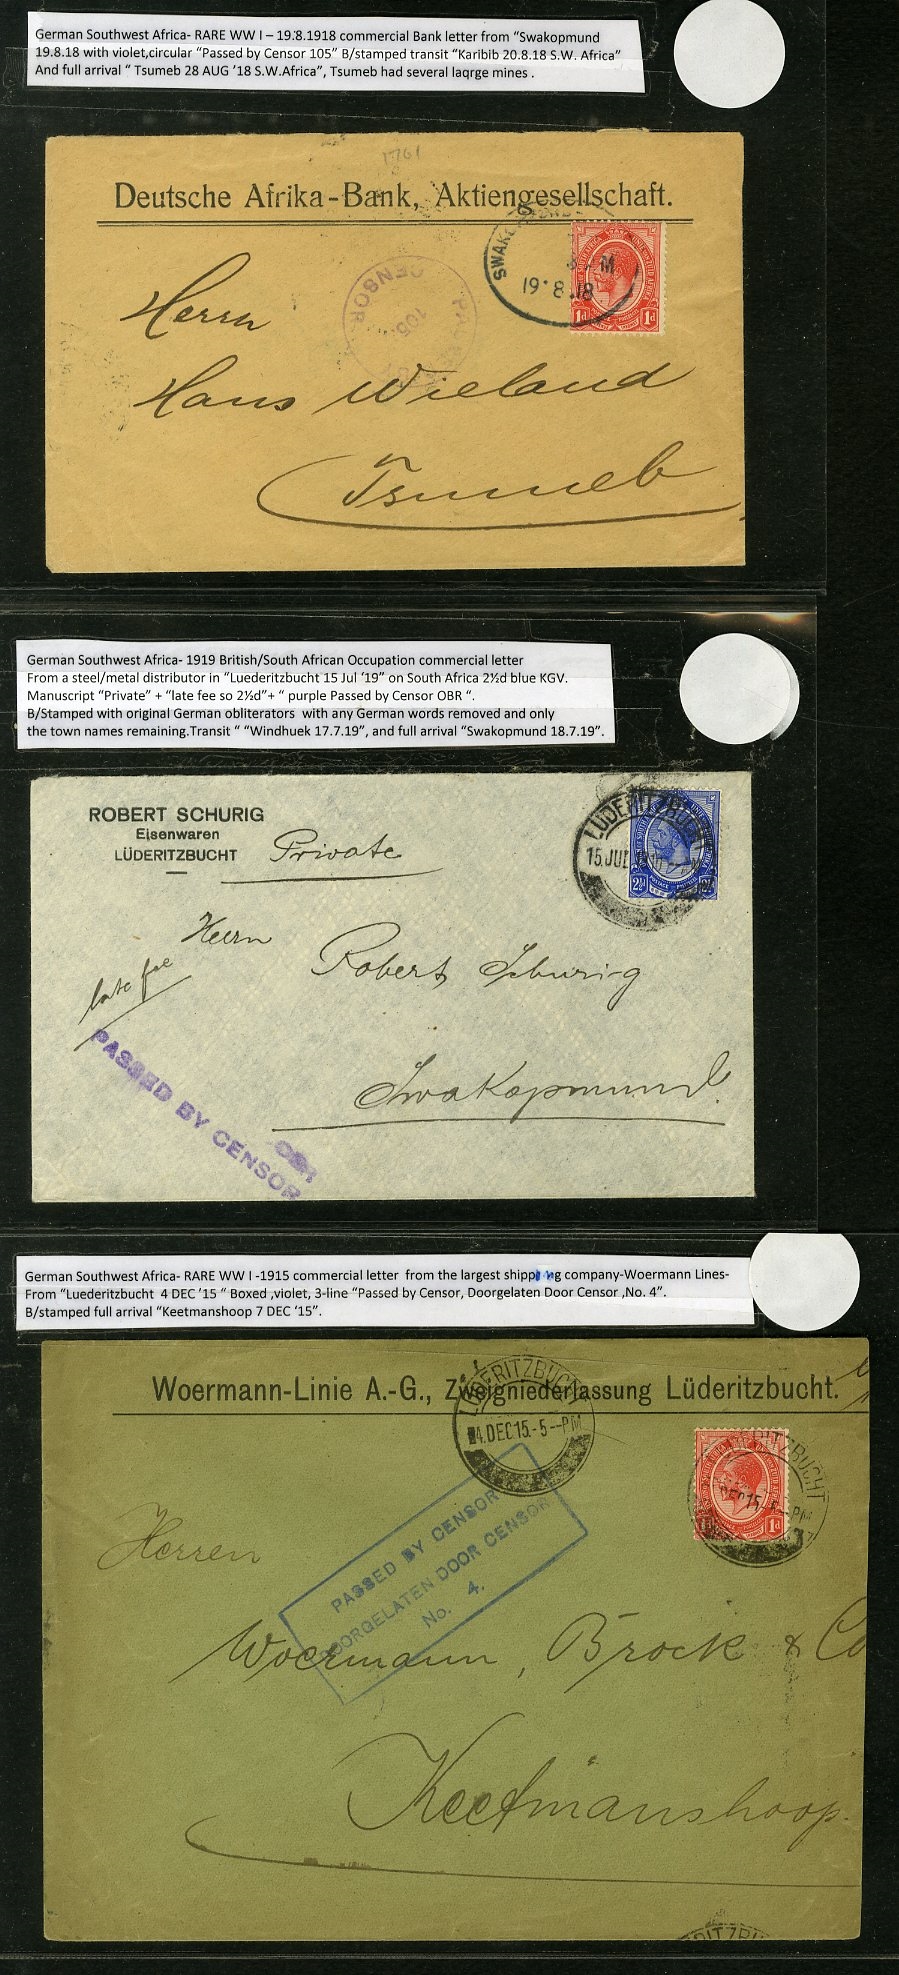 German Southwest Africa- RARE WW I – 19.8.1918 commercial Bank letter from “Swakopmund
19.8.18 with violet,circular “Passed by Censor 105” B/stamped transit “Karibib 20.8.18 S.W. Africa”
And full arrival “ Tsumeb 28 AUG ’18 S.W.Africa”, Tsumeb had several laqrge mines .
1761
Deutsche Afrika-Bank, Aktiengesellschaft.
CENSOR
105.
19.8.18
1d 1d
Herrn
Hans Wieland
Tsumeb
German Southwest Africa- 1919 British/South African Occupation commercial letter
From a steel/metal distributor in “Luederitzbucht 15 Jul ‘19” on South Africa 2½d blue KGV.
Manuscript “Private” + “late fee so 2½d”+ “ purple Passed by Censor OBR “.
B/Stamped with original German obliterators with any German words removed and only
the town names remaining.Transit “ “Windhuek 17.7.19”, and full arrival “Swakopmund 18.7.19”.
ROBERT SCHURIG
Eisenwaren
LÜDERITZBUCHT
Private
LÜDERITZBUCHT
15.JUL
2½d
Herrn
Robert Schurig
late fee
Swakopmund.
PASSED BY CENSOR
German Southwest Africa- RARE WW I -1915 commercial letter from the largest shipping company-Woermann Lines-
From “Luederitzbucht 4 DEC ’15 “ Boxed ,violet, 3-line “Passed by Censor, Doorgelaten Door Censor ,No. 4”.
B/stamped full arrival “Keetmanshoop 7 DEC ’15”.
Woermann-Linie A.-G., Zweigniederlassung Lüderitzbucht.
LÜDERITZBUCHT
4.DEC15.-5--PM
1d
PASSED BY CENSOR
DOORGELATEN DOOR CENSOR
No. 4.
Herren
Woermann, Brock & Co
Keetmanshoop.